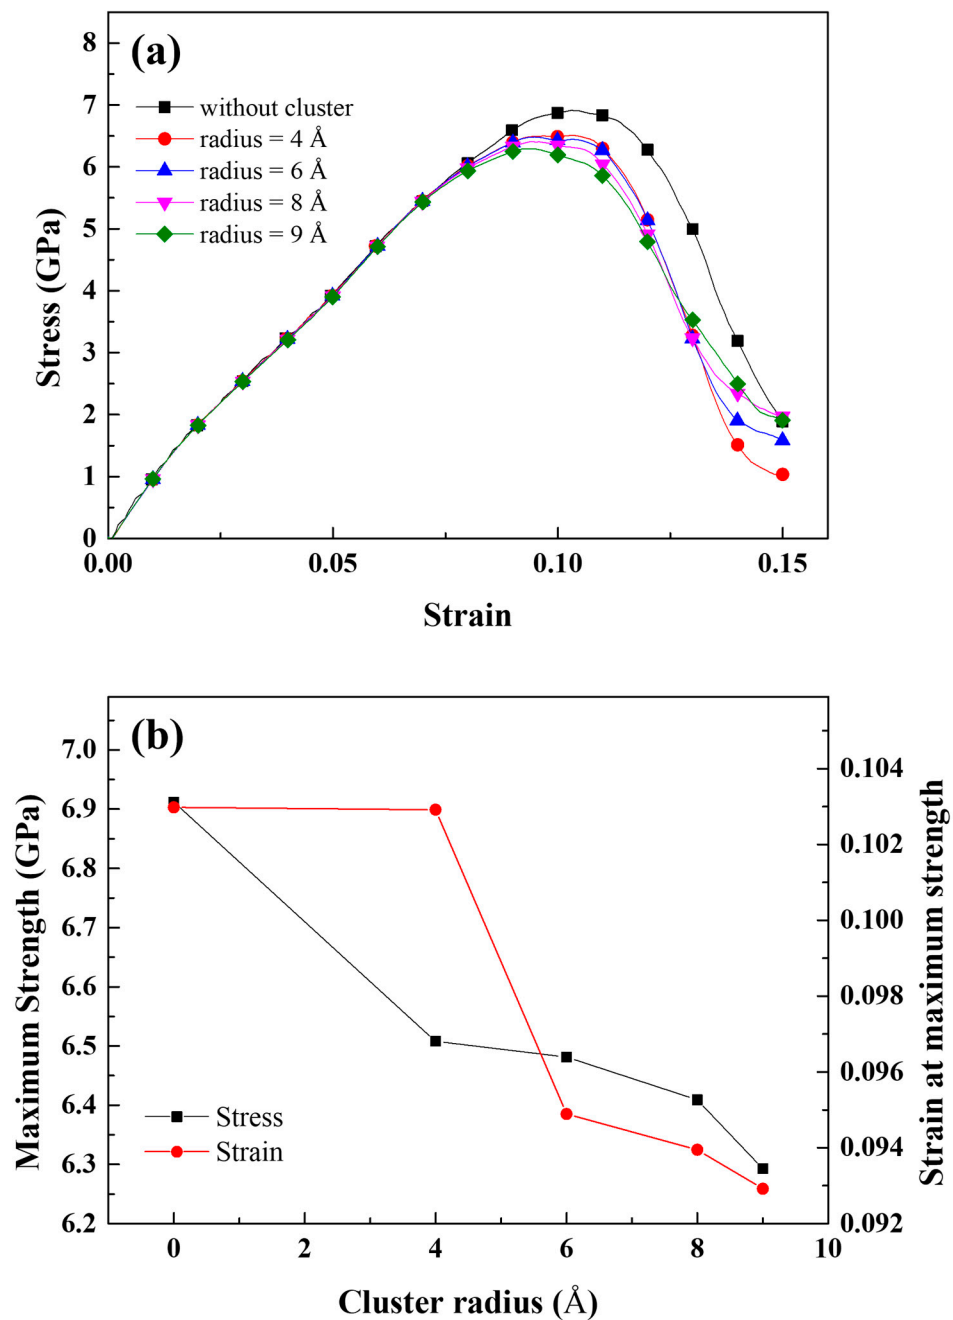 (a)
8
7
6
5
4
3
2
1
0
Stress (GPa)
without cluster
radius = 4 Å
radius = 6 Å
radius = 8 Å
radius = 9 Å
0.00 0.05 0.10 0.15
Strain
(b)
7.0
6.9
6.8
6.7
6.6
6.5
6.4
6.3
6.2
Maximum Strength (GPa)
Stress
Strain
0.104
0.102
0.100
0.098
0.096
0.094
0.092
Strain at maximum strength
0 2 4 6 8 10
Cluster radius (Å)